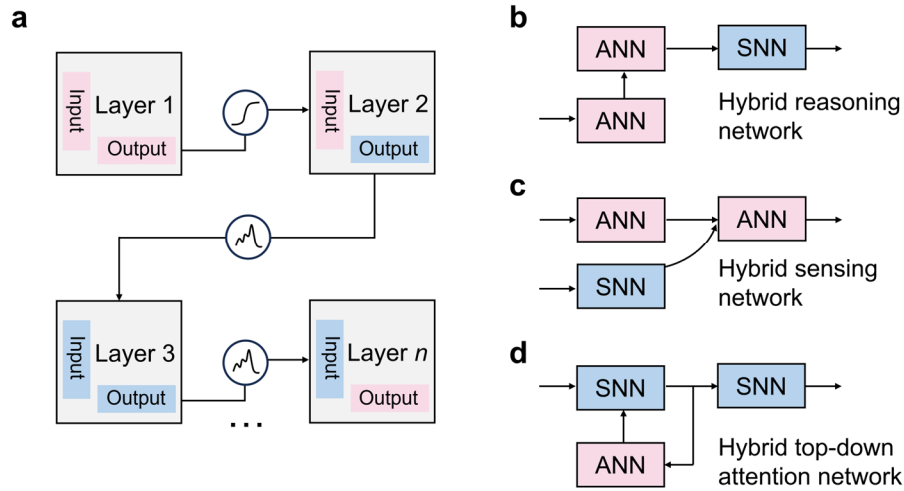 a
Input
Layer 1
Output
Input
Layer 2
Output
Input
Layer 3
Output
...
Input
Layer n
Output
b
ANN
SNN
ANN
Hybrid reasoning
network
c
ANN
ANN
SNN
Hybrid sensing
network
d
SNN
SNN
ANN
Hybrid top-down
attention network